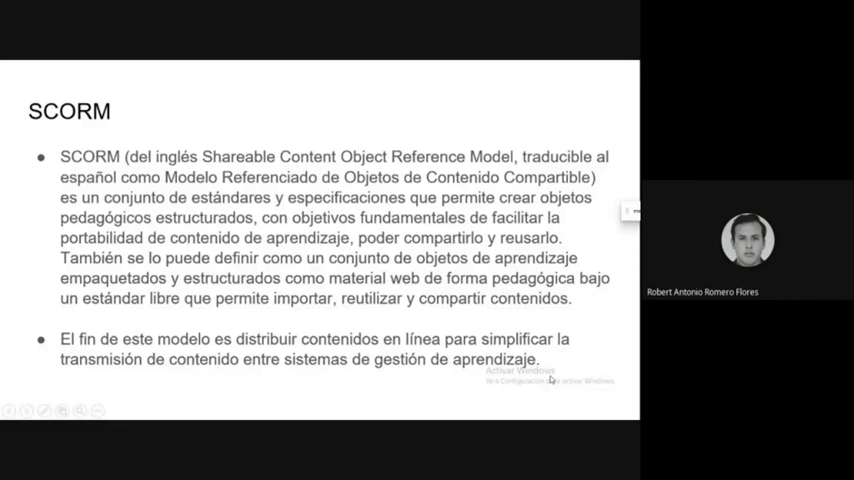 SCORM
● SCORM (del inglés Shareable Content Object Reference Model, traducible al
español como Modelo Referenciado de Objetos de Contenido Compartible)
es un conjunto de estándares y especificaciones que permite crear objetos
pedagógicos estructurados, con objetivos fundamentales de facilitar la
portabilidad de contenido de aprendizaje, poder compartirlo y reusarlo.
También se lo puede definir como un conjunto de objetos de aprendizaje
empaquetados y estructurados como material web de forma pedagógica bajo
un estándar libre que permite importar, reutilizar y compartir contenidos.
● El fin de este modelo es distribuir contenidos en línea para simplificar la
transmisión de contenido entre sistemas de gestión de aprendizaje.
Activar Windows
Ve a Configuración para activar Windows.
Robert Antonio Romero Flores